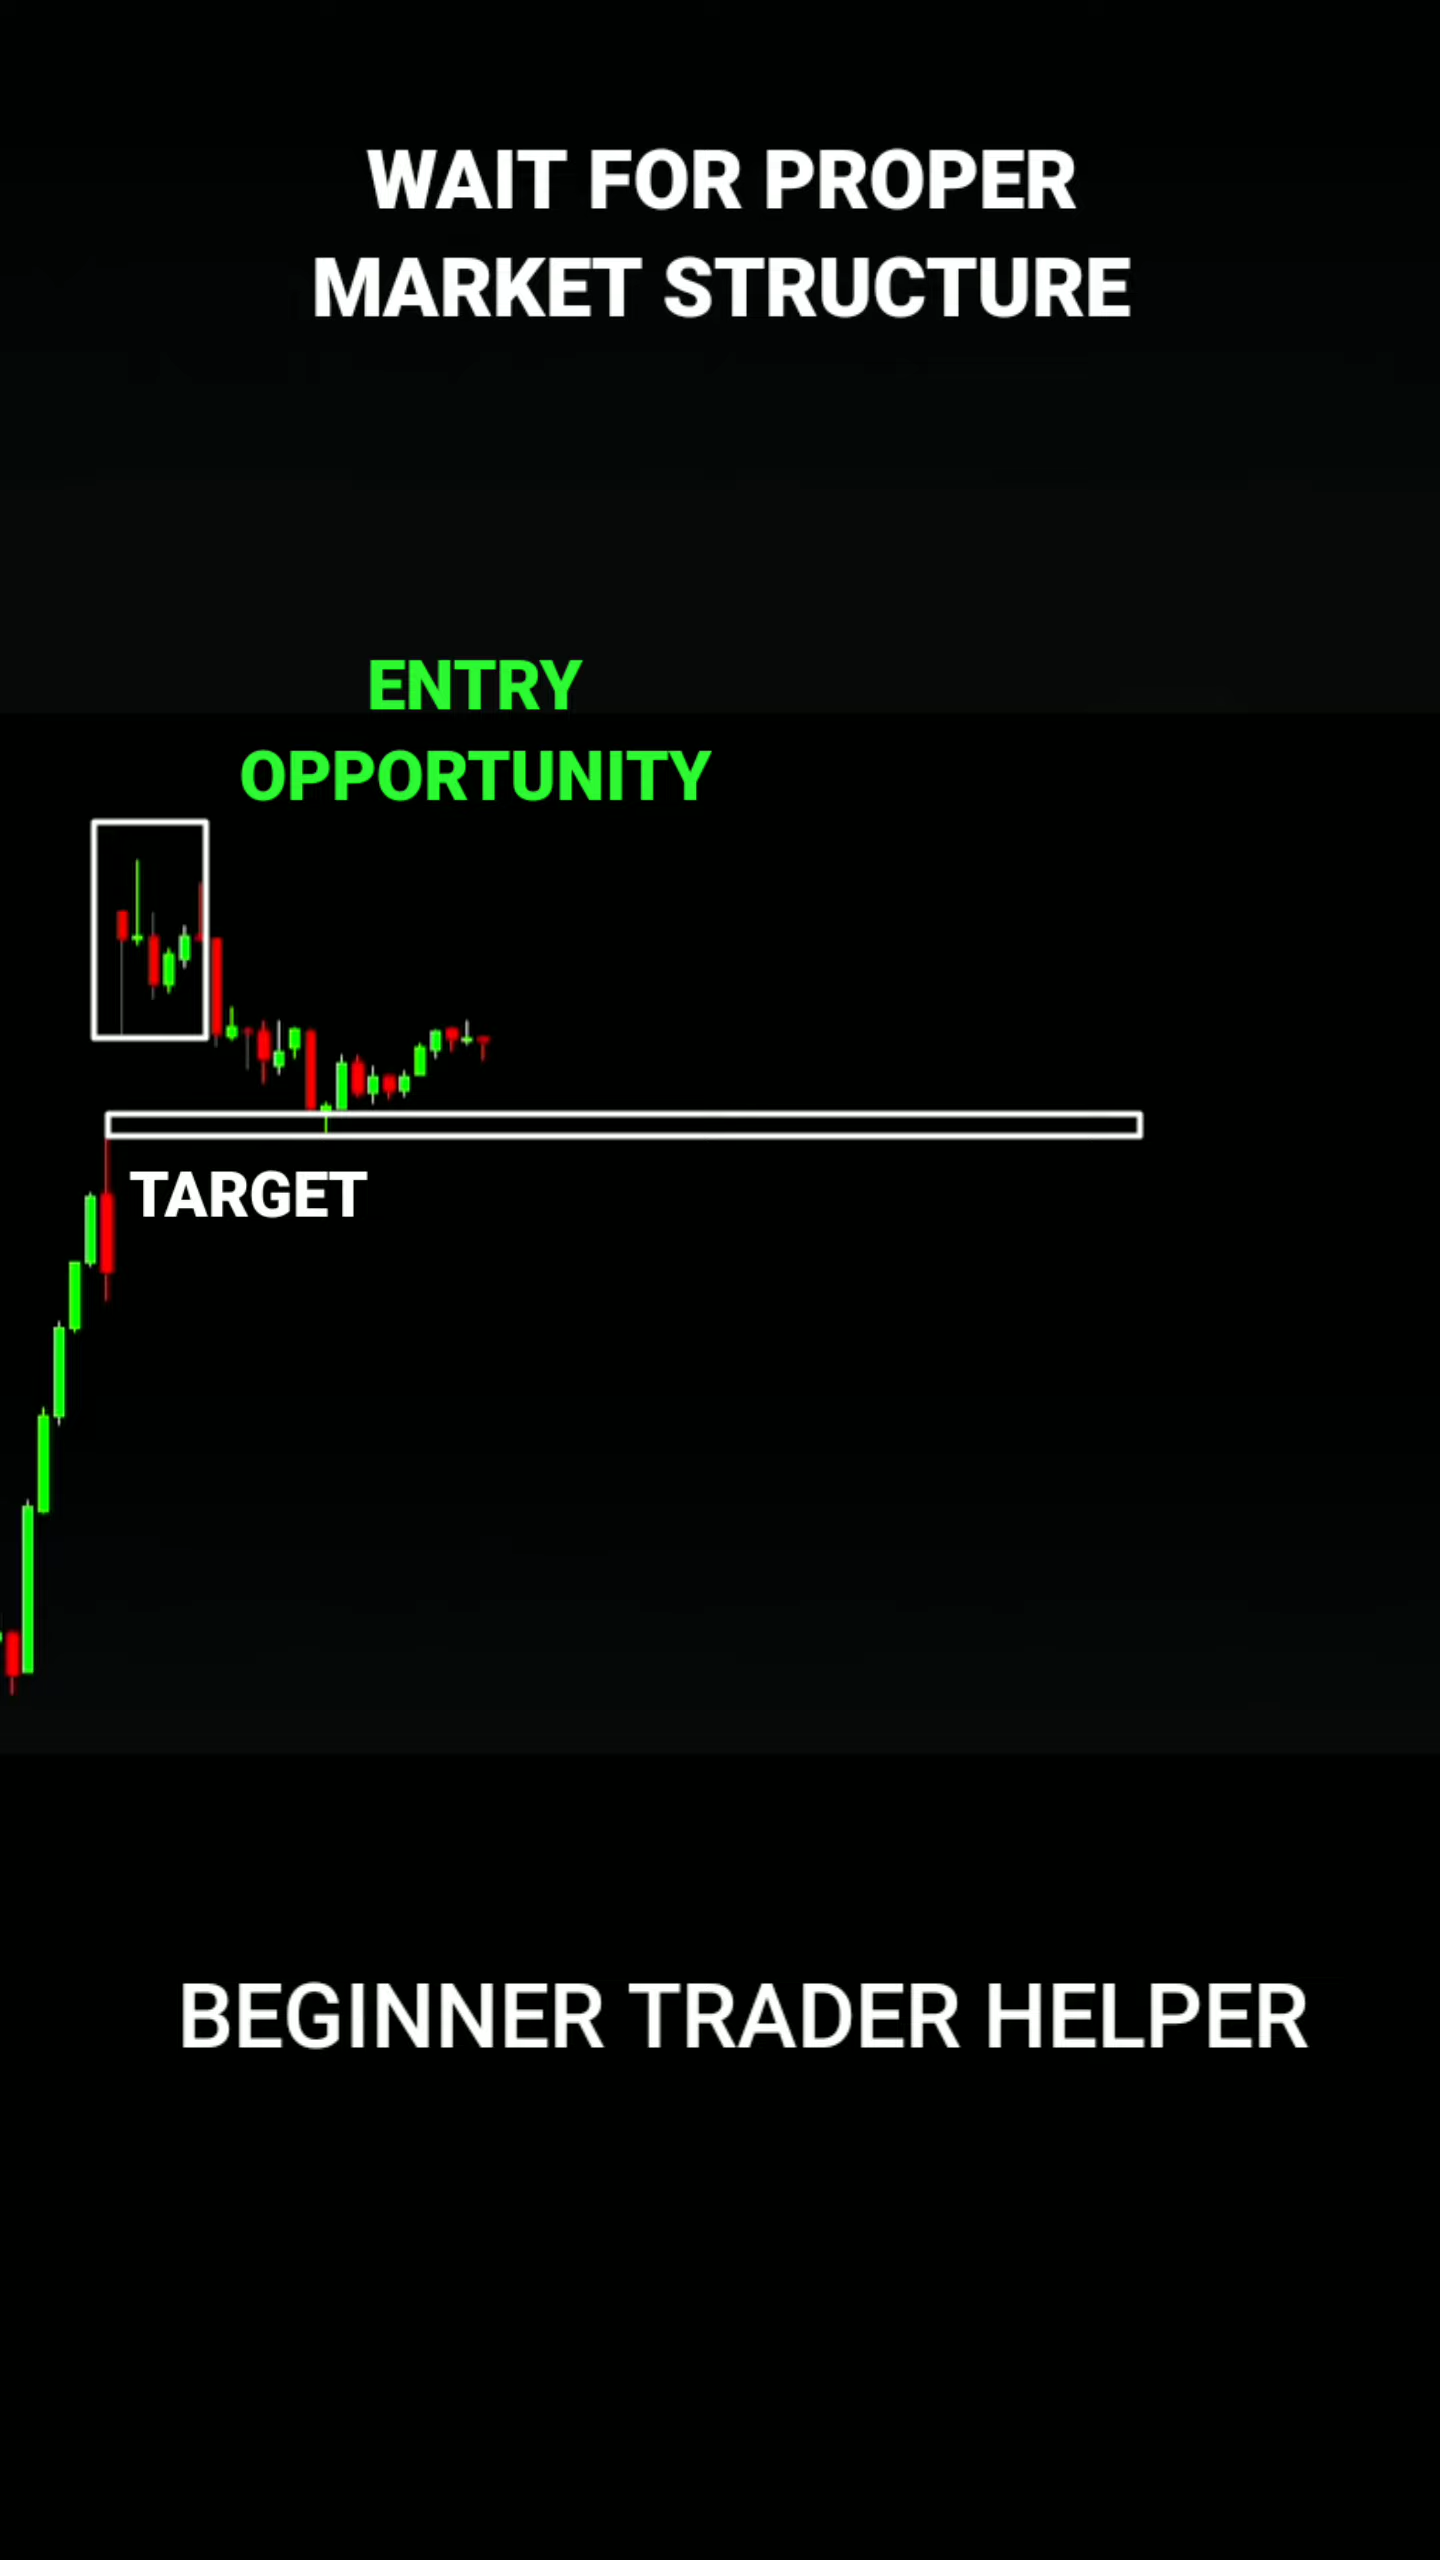 WAIT FOR PROPER
MARKET STRUCTURE
ENTRY
OPPORTUNITY
TARGET
BEGINNER TRADER HELPER